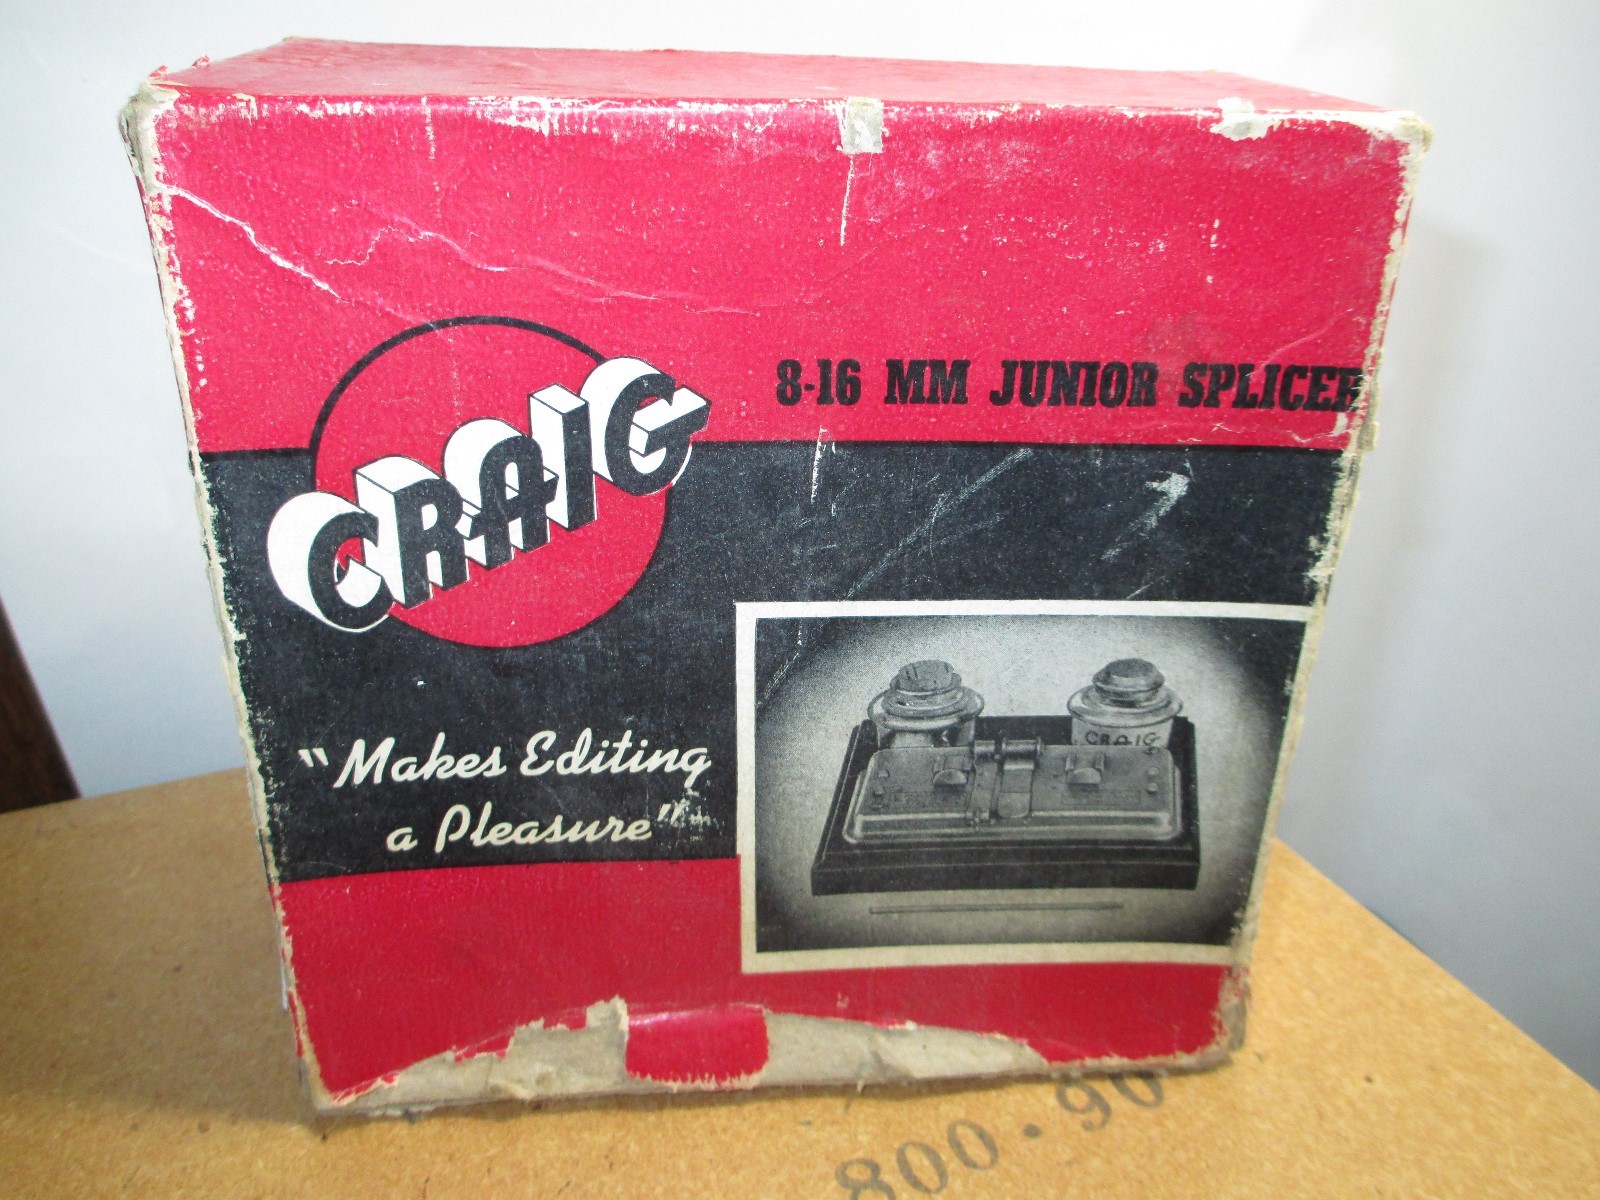 CRAIG
8-16 MM JUNIOR SPLICER
"Makes Editing
a Pleasure"
CRAIG
800·90